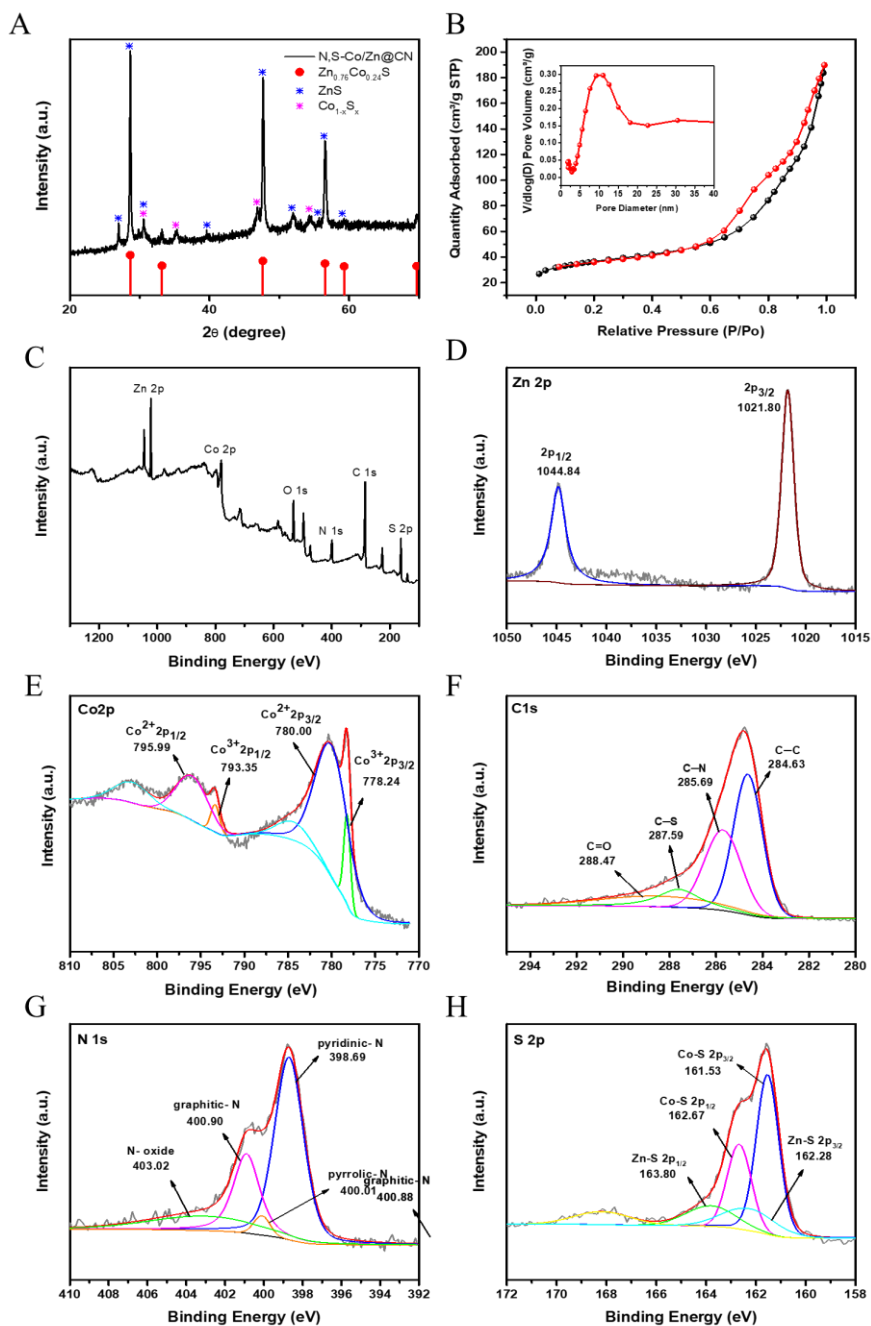 A
N,S-Co/Zn@CN
Zn0.76Co0.24S
ZnS
Co1-xSx
Intensity (a.u.)
20 40 60
2θ (degree)
B
Quantity Adsorbed (cm³/g STP)
200
180
160
140
120
100
80
60
40
20
V/dlog(D) Pore Volume (cm³/g)
0.30
0.25
0.20
0.15
0.10
0.05
0.00
0 5 10 15 20 25 30 35 40
Pore Diameter (nm)
0.0 0.2 0.4 0.6 0.8 1.0
Relative Pressure (P/Po)
C
Intensity (a.u.)
Zn 2p
Co 2p
O 1s
N 1s
C 1s
S 2p
1200 1000 800 600 400 200
Binding Energy (eV)
D
Zn 2p
Intensity (a.u.)
2p1/2
1044.84
2p3/2
1021.80
1050 1045 1040 1035 1030 1025 1020 1015
Binding Energy (eV)
E
Co2p
Intensity (a.u.)
Co2+2p1/2
795.99
Co3+2p1/2
793.35
Co2+2p3/2
780.00
Co3+2p3/2
778.24
810 805 800 795 790 785 780 775 770
Binding Energy (eV)
F
C1s
Intensity (a.u.)
C=O
288.47
C–S
287.59
C–N
285.69
C–C
284.63
294 292 290 288 286 284 282 280
Binding Energy (eV)
G
N 1s
Intensity (a.u.)
N- oxide
403.02
graphitic- N
400.90
pyridinic- N
398.69
pyrrolic- N
400.01
graphitic- N
400.88
410 408 406 404 402 400 398 396 394 392
Binding Energy (eV)
H
S 2p
Intensity (a.u.)
Co-S 2p3/2
161.53
Co-S 2p1/2
162.67
Zn-S 2p1/2
163.80
Zn-S 2p3/2
162.28
172 170 168 166 164 162 160 158
Binding Energy (eV)